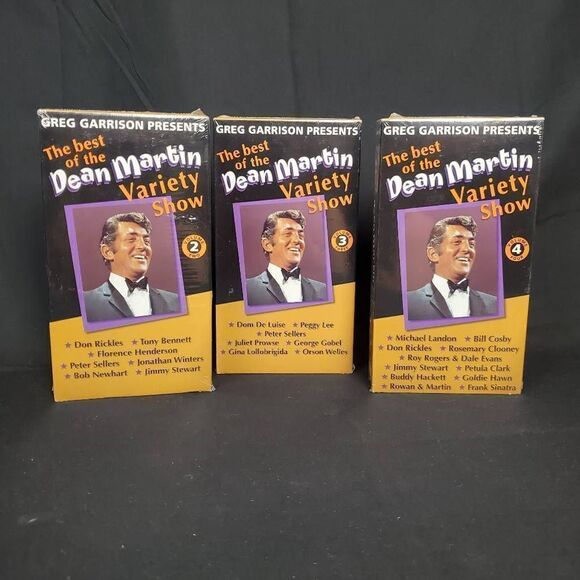 GREG GARRISON PRESENTS
The best
of the
Dean Martin
Variety
Show
VOLUME
2
★ Don Rickles ★ Tony Bennett
★ Florence Henderson
★ Peter Sellers ★ Jonathan Winters
★ Bob Newhart ★ Jimmy Stewart
GREG GARRISON PRESENTS
The best
of the
Dean Martin
Variety
Show
VOLUME
3
★ Dom De Luise ★ Peggy Lee
★ Peter Sellers
★ Juliet Prowse ★ George Gobel
★ Gina Lollobrigida ★ Orson Welles
GREG GARRISON PRESENTS
The best
of the
Dean Martin
Variety
Show
VOLUME
4
★ Michael Landon ★ Bill Cosby
★ Don Rickles ★ Rosemary Clooney
★ Roy Rogers & Dale Evans
★ Jimmy Stewart ★ Petula Clark
★ Buddy Hackett ★ Goldie Hawn
★ Rowan & Martin ★ Frank Sinatra